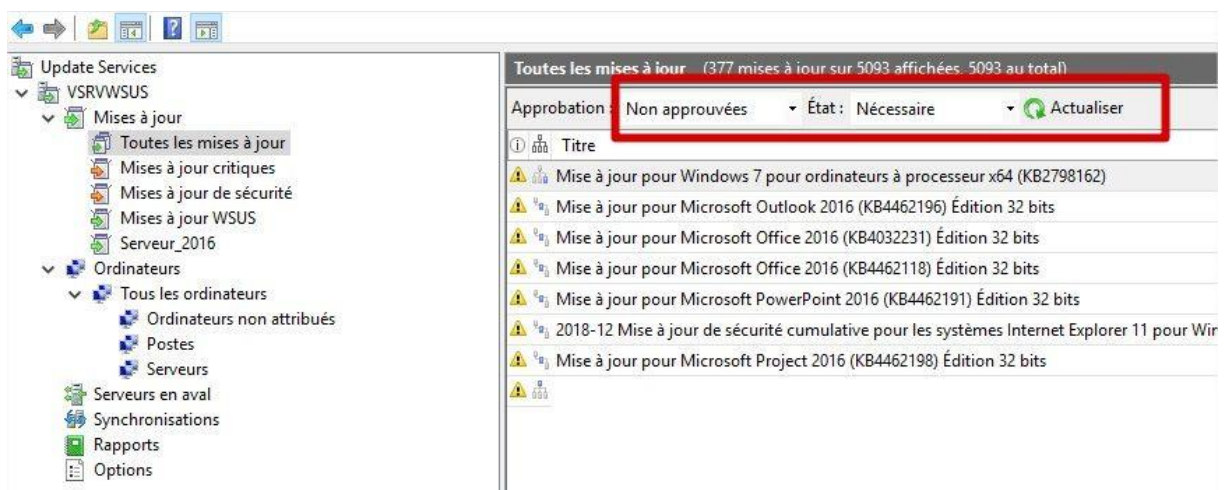 Update Services
VSRVWSUS
Mises à jour
Toutes les mises à jour
Mises à jour critiques
Mises à jour de sécurité
Mises à jour WSUS
Serveur_2016
Ordinateurs
Tous les ordinateurs
Ordinateurs non attribués
Postes
Serveurs
Serveurs en aval
Synchronisations
Rapports
Options
Toutes les mises à jour (377 mises à jour sur 5093 affichées, 5093 au total)
Approbation : Non approuvées État : Nécessaire Actualiser
Titre
Mise à jour pour Windows 7 pour ordinateurs à processeur x64 (KB2798162)
Mise à jour pour Microsoft Outlook 2016 (KB4462196) Édition 32 bits
Mise à jour pour Microsoft Office 2016 (KB4032231) Édition 32 bits
Mise à jour pour Microsoft Office 2016 (KB4462118) Édition 32 bits
Mise à jour pour Microsoft PowerPoint 2016 (KB4462191) Édition 32 bits
2018-12 Mise à jour de sécurité cumulative pour les systèmes Internet Explorer 11 pour Wir
Mise à jour pour Microsoft Project 2016 (KB4462198) Édition 32 bits